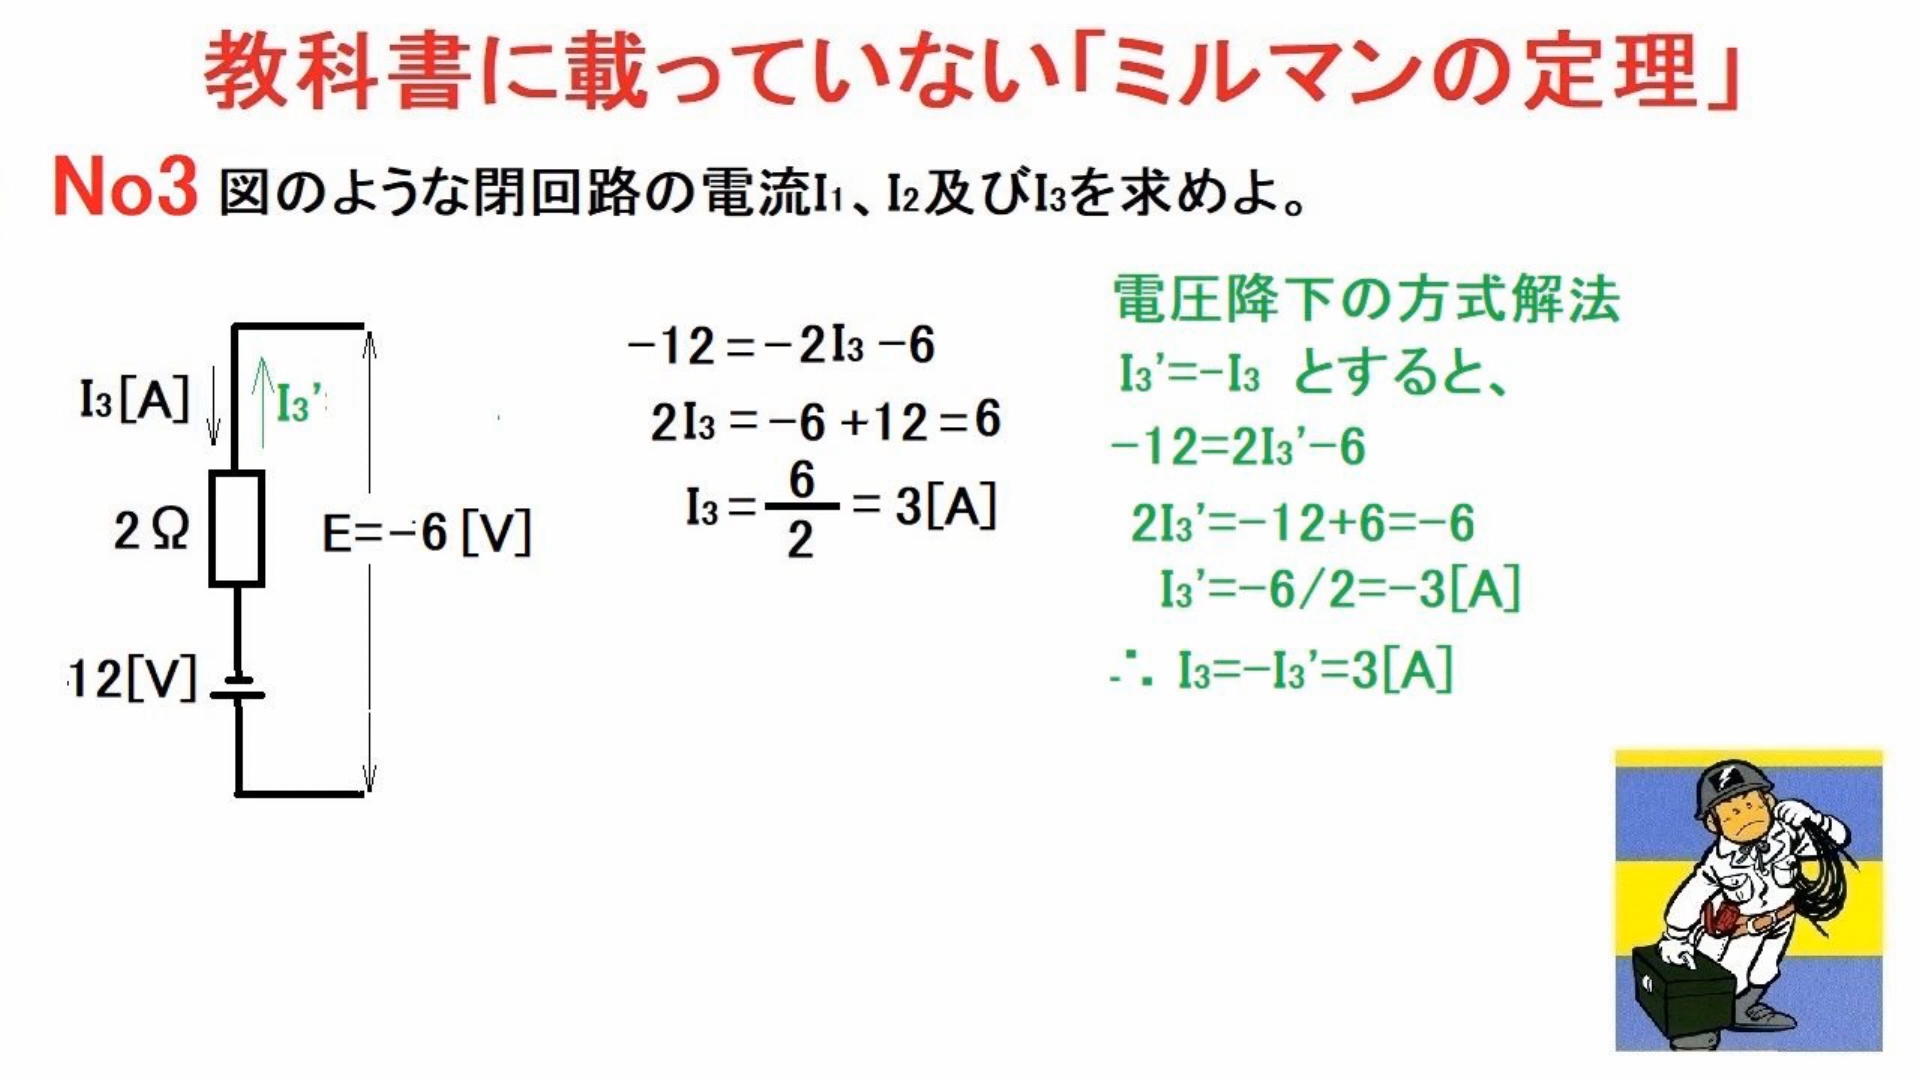 教科書に載っていない「ミルマンの定理」
No3 図のような閉回路の電流I₁、I₂及びI₃を求めよ。
I₃[A]
I₃'
2Ω
E=-6[V]
12[V]
-12=-2I₃-6
2I₃=-6+12=6
I₃=6/2=3[A]
電圧降下の方式解法
I₃'=-I₃ とすると、
-12=2I₃'-6
2I₃'=-12+6=-6
I₃'=-6/2=-3[A]
∴ I₃=-I₃'=3[A]